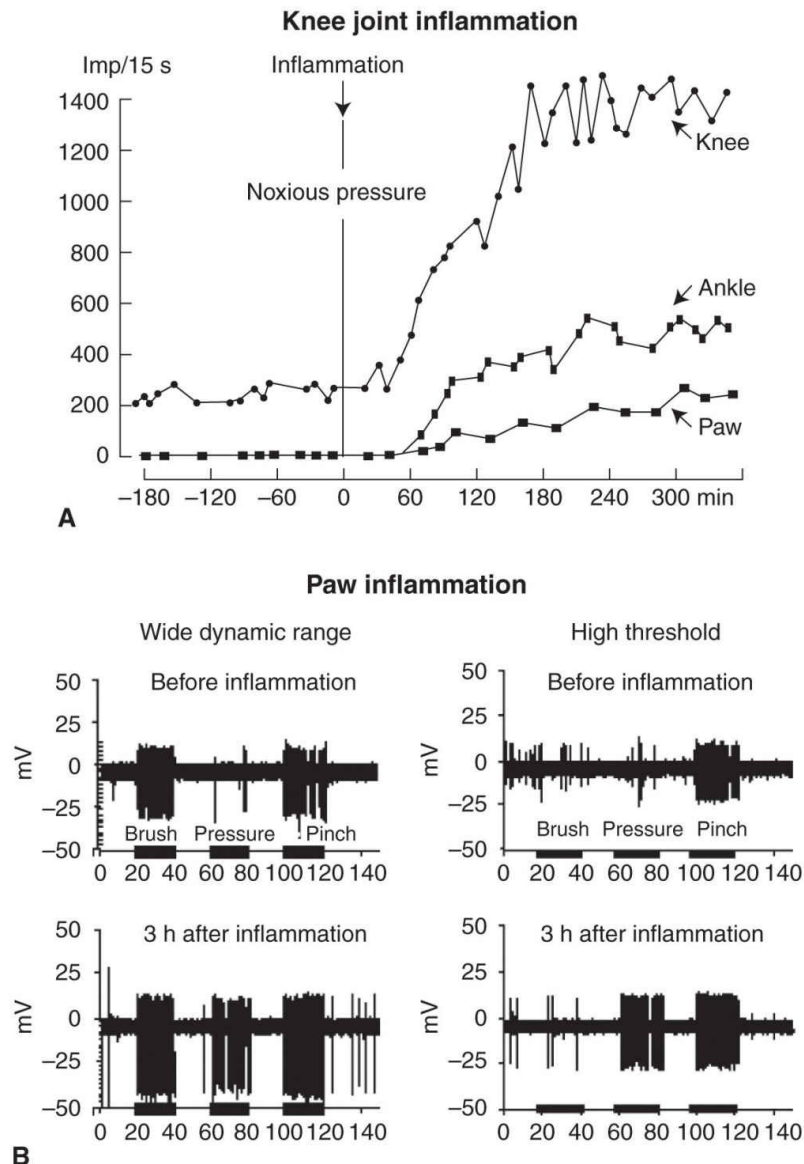 Knee joint inflammation
Imp/15 s
Inflammation
1400
1200
1000
800
600
400
200
0
Noxious pressure
Knee
Ankle
Paw
–180 –120 –60 0 60 120 180 240 300 min
A
Paw inflammation
Wide dynamic range
Before inflammation
50
25
0
–25
–50
mV
Brush Pressure Pinch
0 20 40 60 80 100 120 140
High threshold
Before inflammation
50
25
0
–25
–50
mV
Brush Pressure Pinch
0 20 40 60 80 100 120 140
3 h after inflammation
50
25
0
–25
–50
mV
0 20 40 60 80 100 120 140
3 h after inflammation
50
25
0
–25
–50
mV
0 20 40 60 80 100 120 140
B